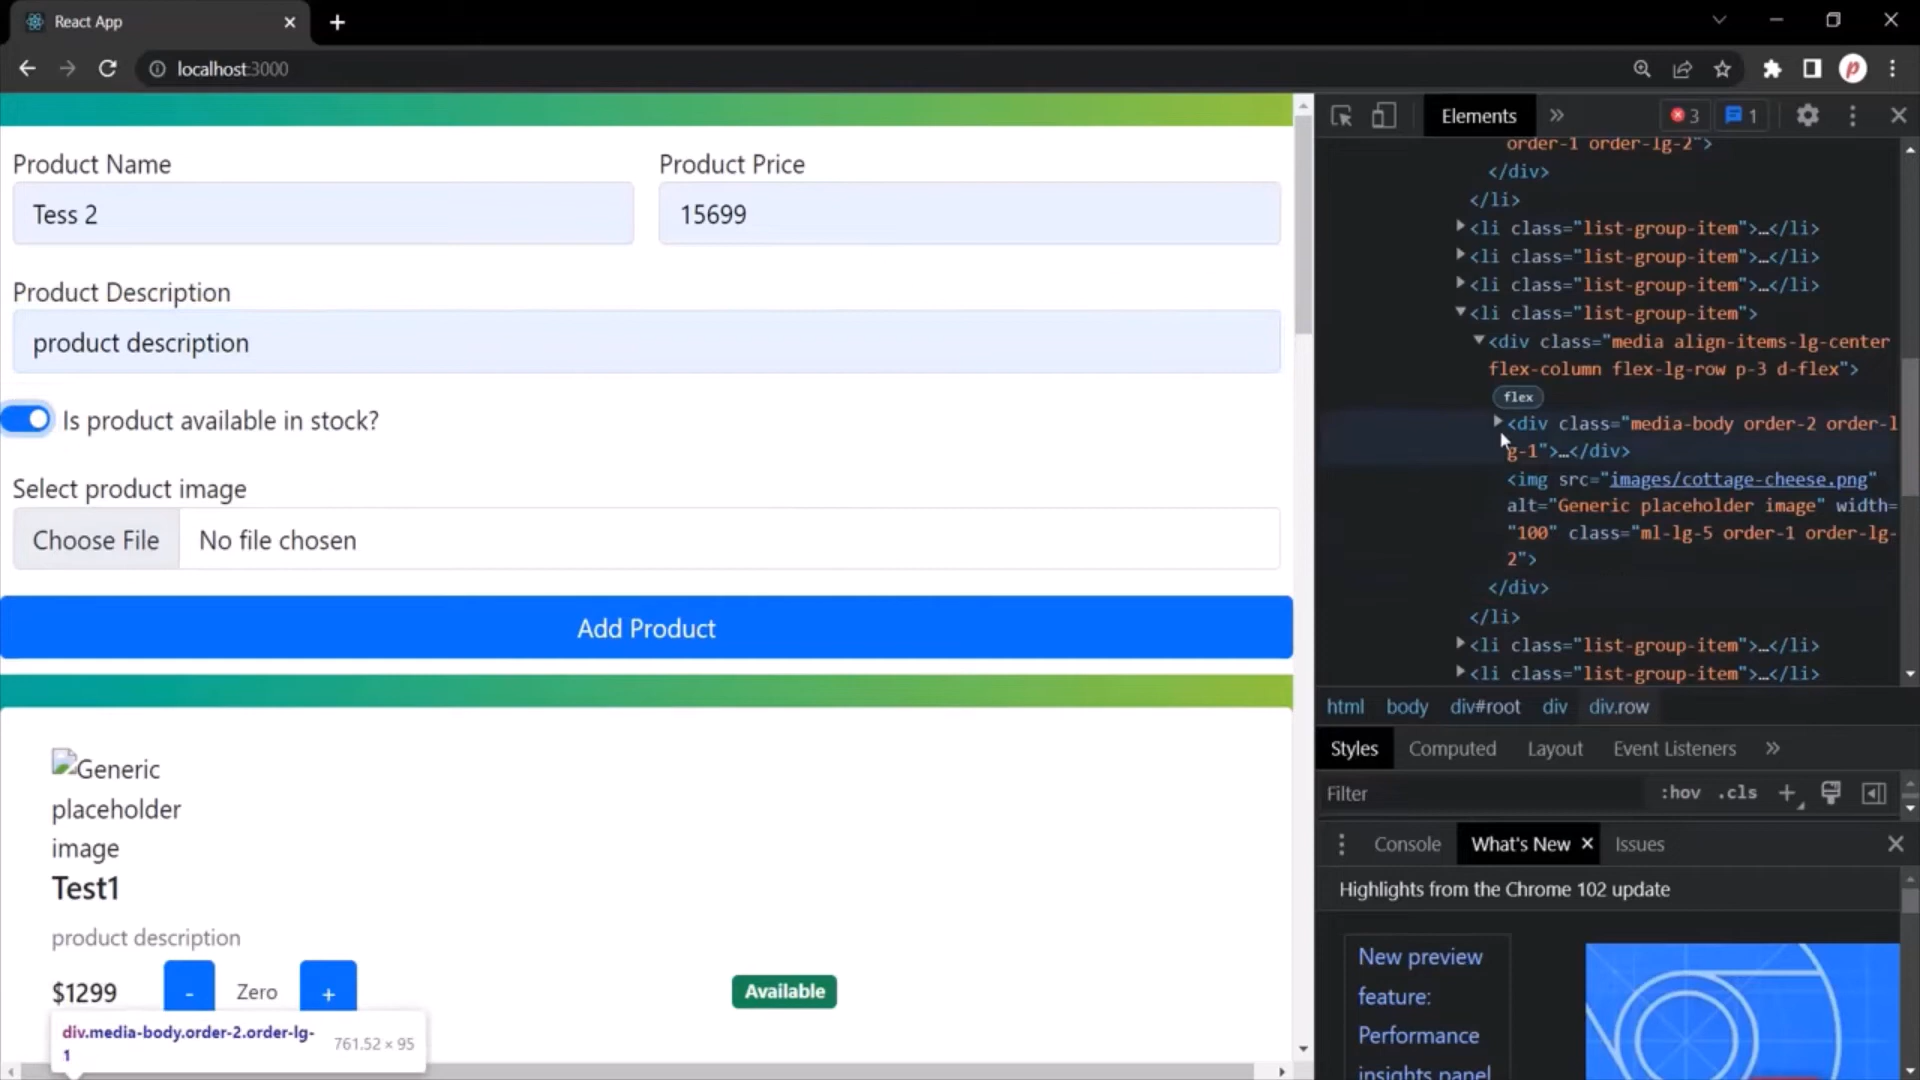 React App
localhost:3000
Product Name
Product Price
Tess 2
15699
Product Description
product description
Is product available in stock?
Select product image
Choose File
No file chosen
Add Product
Generic
placeholder
image
Test1
product description
$1299
-
Zero
+
Available
div.media-body.order-2.order-lg-
1
761.52 × 95
Elements
3
1
order-1 order-lg-2">
</div>
</li>
<li class="list-group-item">…</li>
<li class="list-group-item">…</li>
<li class="list-group-item">…</li>
<li class="list-group-item">
<div class="media align-items-lg-center
flex-column flex-lg-row p-3 d-flex">
flex
<div class="media-body order-2 order-l
g-1">…</div>
<img src="images/cottage-cheese.png"
alt="Generic placeholder image" width=
"100" class="ml-lg-5 order-1 order-lg-
2">
</div>
</li>
<li class="list-group-item">…</li>
<li class="list-group-item">…</li>
html body div#root div div.row
Styles Computed Layout Event Listeners
Filter
:hov .cls
Console What's New Issues
Highlights from the Chrome 102 update
New preview
feature:
Performance
insights panel